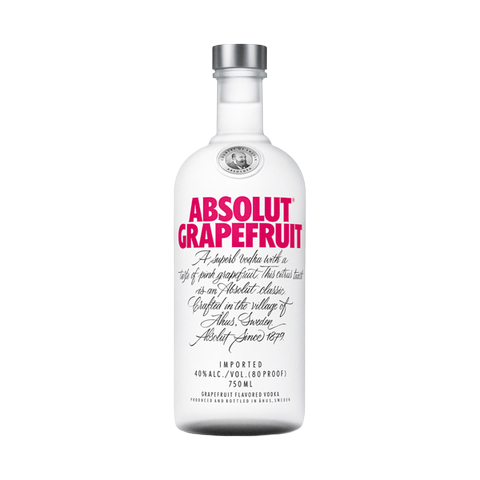 ABSOLUT®
GRAPEFRUIT
A superb vodka with a
taste of pink grapefruit. This citrus twist
is an Absolut classic.
Crafted in the village of
Åhus, Sweden.
Absolut Since 1879.
IMPORTED
40% ALC./VOL. (80 PROOF)
750 ML
GRAPEFRUIT FLAVORED VODKA
PRODUCED AND BOTTLED IN ÅHUS, SWEDEN.